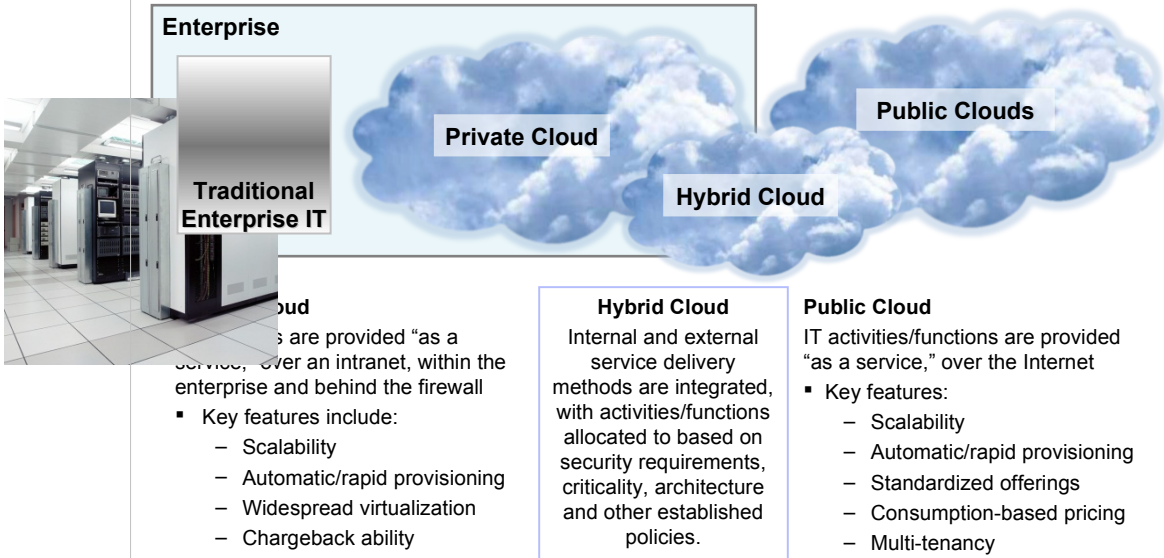 Enterprise
Traditional
Enterprise IT
Private Cloud
Hybrid Cloud
Public Clouds
oud
s are provided “as a
service,” over an intranet, within the
enterprise and behind the firewall
▪ Key features include:
– Scalability
– Automatic/rapid provisioning
– Widespread virtualization
– Chargeback ability
Hybrid Cloud
Internal and external
service delivery
methods are integrated,
with activities/functions
allocated to based on
security requirements,
criticality, architecture
and other established
policies.
Public Cloud
IT activities/functions are provided
“as a service,” over the Internet
▪ Key features:
– Scalability
– Automatic/rapid provisioning
– Standardized offerings
– Consumption-based pricing
– Multi-tenancy